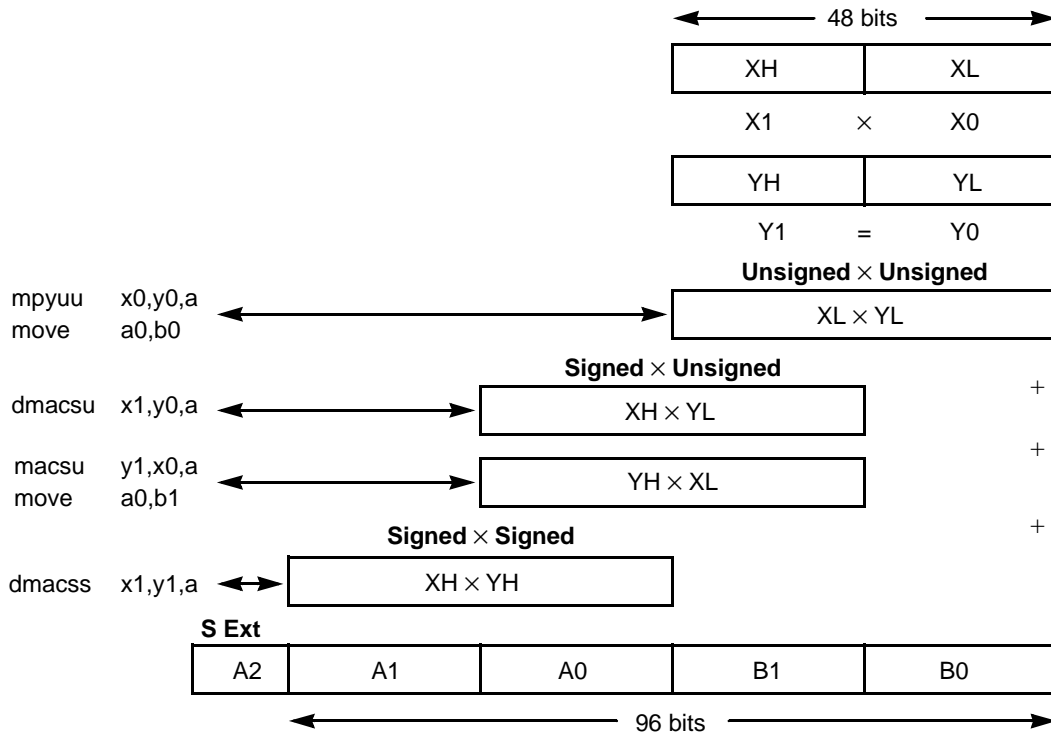 48 bits
XH XL
X1 × X0
YH YL
Y1 = Y0
Unsigned × Unsigned
mpyuu x0,y0,a XL × YL
move a0,b0
Signed × Unsigned
+
dmacsu x1,y0,a XH × YL
+
macsu y1,x0,a YH × XL
move a0,b1
+
Signed × Signed
dmacss x1,y1,a XH × YH
S Ext
A2 A1 A0 B1 B0
96 bits